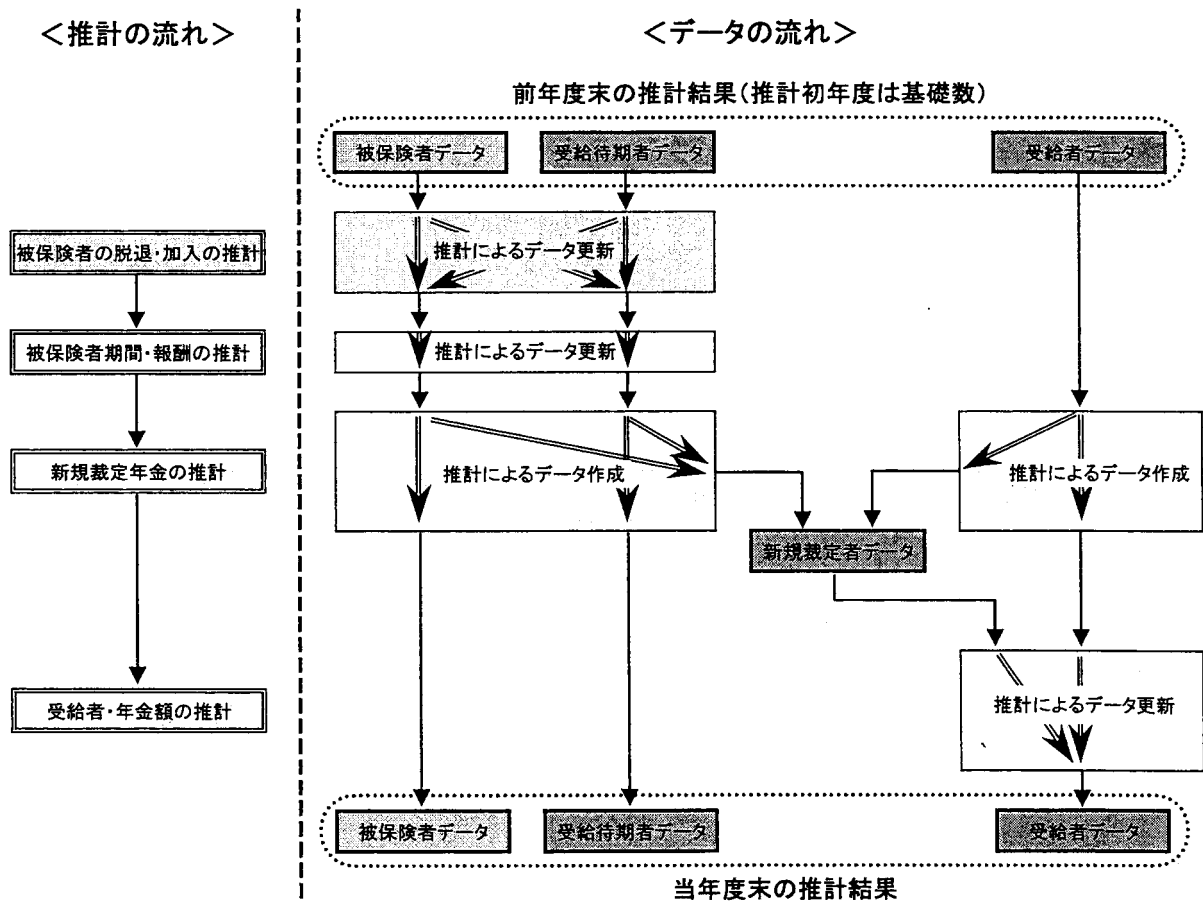 ＜推計の流れ＞
＜データの流れ＞
前年度末の推計結果(推計初年度は基礎数)
被保険者データ
受給待期者データ
受給者データ
被保険者の脱退・加入の推計
推計によるデータ更新
被保険者期間・報酬の推計
推計によるデータ更新
新規裁定年金の推計
推計によるデータ作成
推計によるデータ作成
新規裁定者データ
受給者・年金額の推計
推計によるデータ更新
被保険者データ
受給待期者データ
受給者データ
当年度末の推計結果